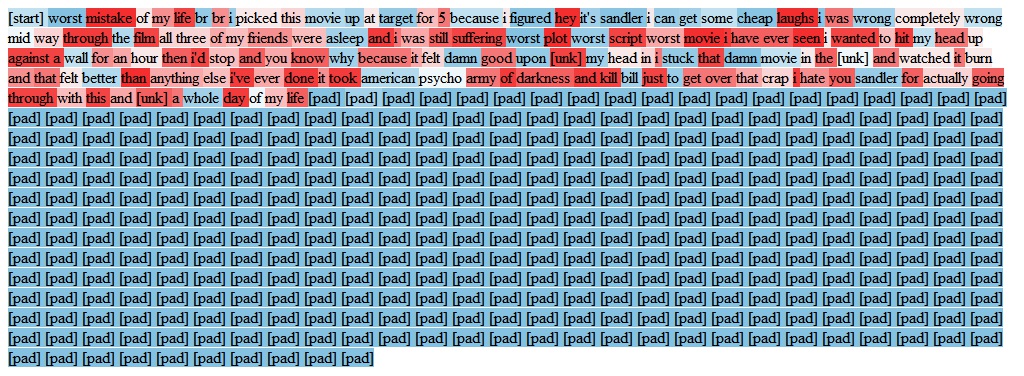 [start] worst mistake of my life br br i picked this movie up at target for 5 because i figured hey it's sandler i can get some cheap laughs i was wrong completely wrong
mid way through the film all three of my friends were asleep and i was still suffering worst plot worst script worst movie i have ever seen i wanted to hit my head up
against a wall for an hour then i'd stop and you know why because it felt damn good upon [unk] my head in i stuck that damn movie in the [unk] and watched it burn
and that felt better than anything else i've ever done it took american psycho army of darkness and kill bill just to get over that crap i hate you sandler for actually going
through with this and [unk] a whole day of my life [pad] [pad] [pad] [pad] [pad] [pad] [pad] [pad] [pad] [pad] [pad] [pad] [pad] [pad] [pad] [pad] [pad] [pad] [pad]
[pad] [pad] [pad] [pad] [pad] [pad] [pad] [pad] [pad] [pad] [pad] [pad] [pad] [pad] [pad] [pad] [pad] [pad] [pad] [pad] [pad] [pad] [pad] [pad] [pad] [pad] [pad]
[pad] [pad] [pad] [pad] [pad] [pad] [pad] [pad] [pad] [pad] [pad] [pad] [pad] [pad] [pad] [pad] [pad] [pad] [pad] [pad] [pad] [pad] [pad] [pad] [pad] [pad] [pad]
[pad] [pad] [pad] [pad] [pad] [pad] [pad] [pad] [pad] [pad] [pad] [pad] [pad] [pad] [pad] [pad] [pad] [pad] [pad] [pad] [pad] [pad] [pad] [pad] [pad] [pad] [pad]
[pad] [pad] [pad] [pad] [pad] [pad] [pad] [pad] [pad] [pad] [pad] [pad] [pad] [pad] [pad] [pad] [pad] [pad] [pad] [pad] [pad] [pad] [pad] [pad] [pad] [pad] [pad]
[pad] [pad] [pad] [pad] [pad] [pad] [pad] [pad] [pad] [pad] [pad] [pad] [pad] [pad] [pad] [pad] [pad] [pad] [pad] [pad] [pad] [pad] [pad] [pad] [pad] [pad] [pad]
[pad] [pad] [pad] [pad] [pad] [pad] [pad] [pad] [pad] [pad] [pad] [pad] [pad] [pad] [pad] [pad] [pad] [pad] [pad] [pad] [pad] [pad] [pad] [pad] [pad] [pad] [pad]
[pad] [pad] [pad] [pad] [pad] [pad] [pad] [pad] [pad] [pad] [pad] [pad] [pad] [pad] [pad] [pad] [pad] [pad] [pad] [pad] [pad] [pad] [pad] [pad] [pad] [pad] [pad]
[pad] [pad] [pad] [pad] [pad] [pad] [pad] [pad] [pad] [pad] [pad] [pad] [pad] [pad] [pad] [pad] [pad] [pad] [pad] [pad] [pad] [pad] [pad] [pad] [pad] [pad] [pad]
[pad] [pad] [pad] [pad] [pad] [pad] [pad] [pad] [pad] [pad] [pad] [pad] [pad] [pad] [pad] [pad] [pad] [pad] [pad] [pad] [pad] [pad] [pad] [pad] [pad] [pad] [pad]
[pad] [pad] [pad] [pad] [pad] [pad] [pad] [pad] [pad] [pad] [pad] [pad] [pad] [pad] [pad] [pad] [pad] [pad] [pad] [pad] [pad] [pad] [pad] [pad] [pad] [pad] [pad]
[pad] [pad] [pad] [pad] [pad] [pad] [pad] [pad] [pad] [pad] [pad] [pad] [pad] [pad] [pad] [pad] [pad] [pad] [pad] [pad] [pad] [pad] [pad] [pad] [pad] [pad] [pad]
[pad] [pad] [pad] [pad] [pad] [pad] [pad] [pad] [pad] [pad] [pad] [pad] [pad] [pad] [pad] [pad] [pad] [pad] [pad] [pad] [pad] [pad] [pad] [pad] [pad] [pad] [pad]
[pad] [pad] [pad] [pad] [pad] [pad] [pad] [pad] [pad] [pad]